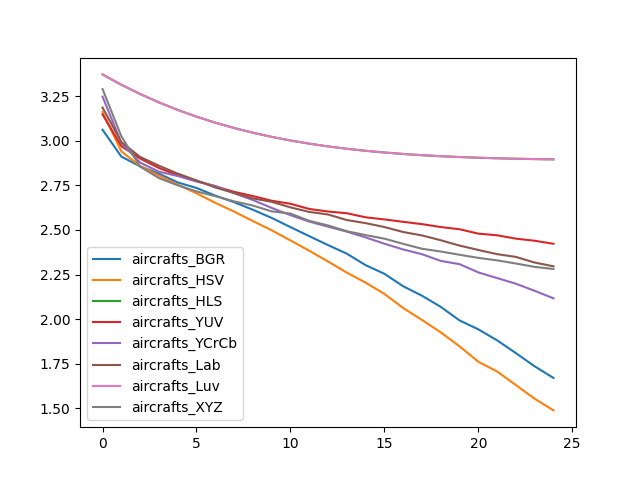 3.25
3.00
2.75
2.50
2.25
2.00
1.75
1.50
0 5 10 15 20 25
aircrafts_BGR
aircrafts_HSV
aircrafts_HLS
aircrafts_YUV
aircrafts_YCrCb
aircrafts_Lab
aircrafts_Luv
aircrafts_XYZ